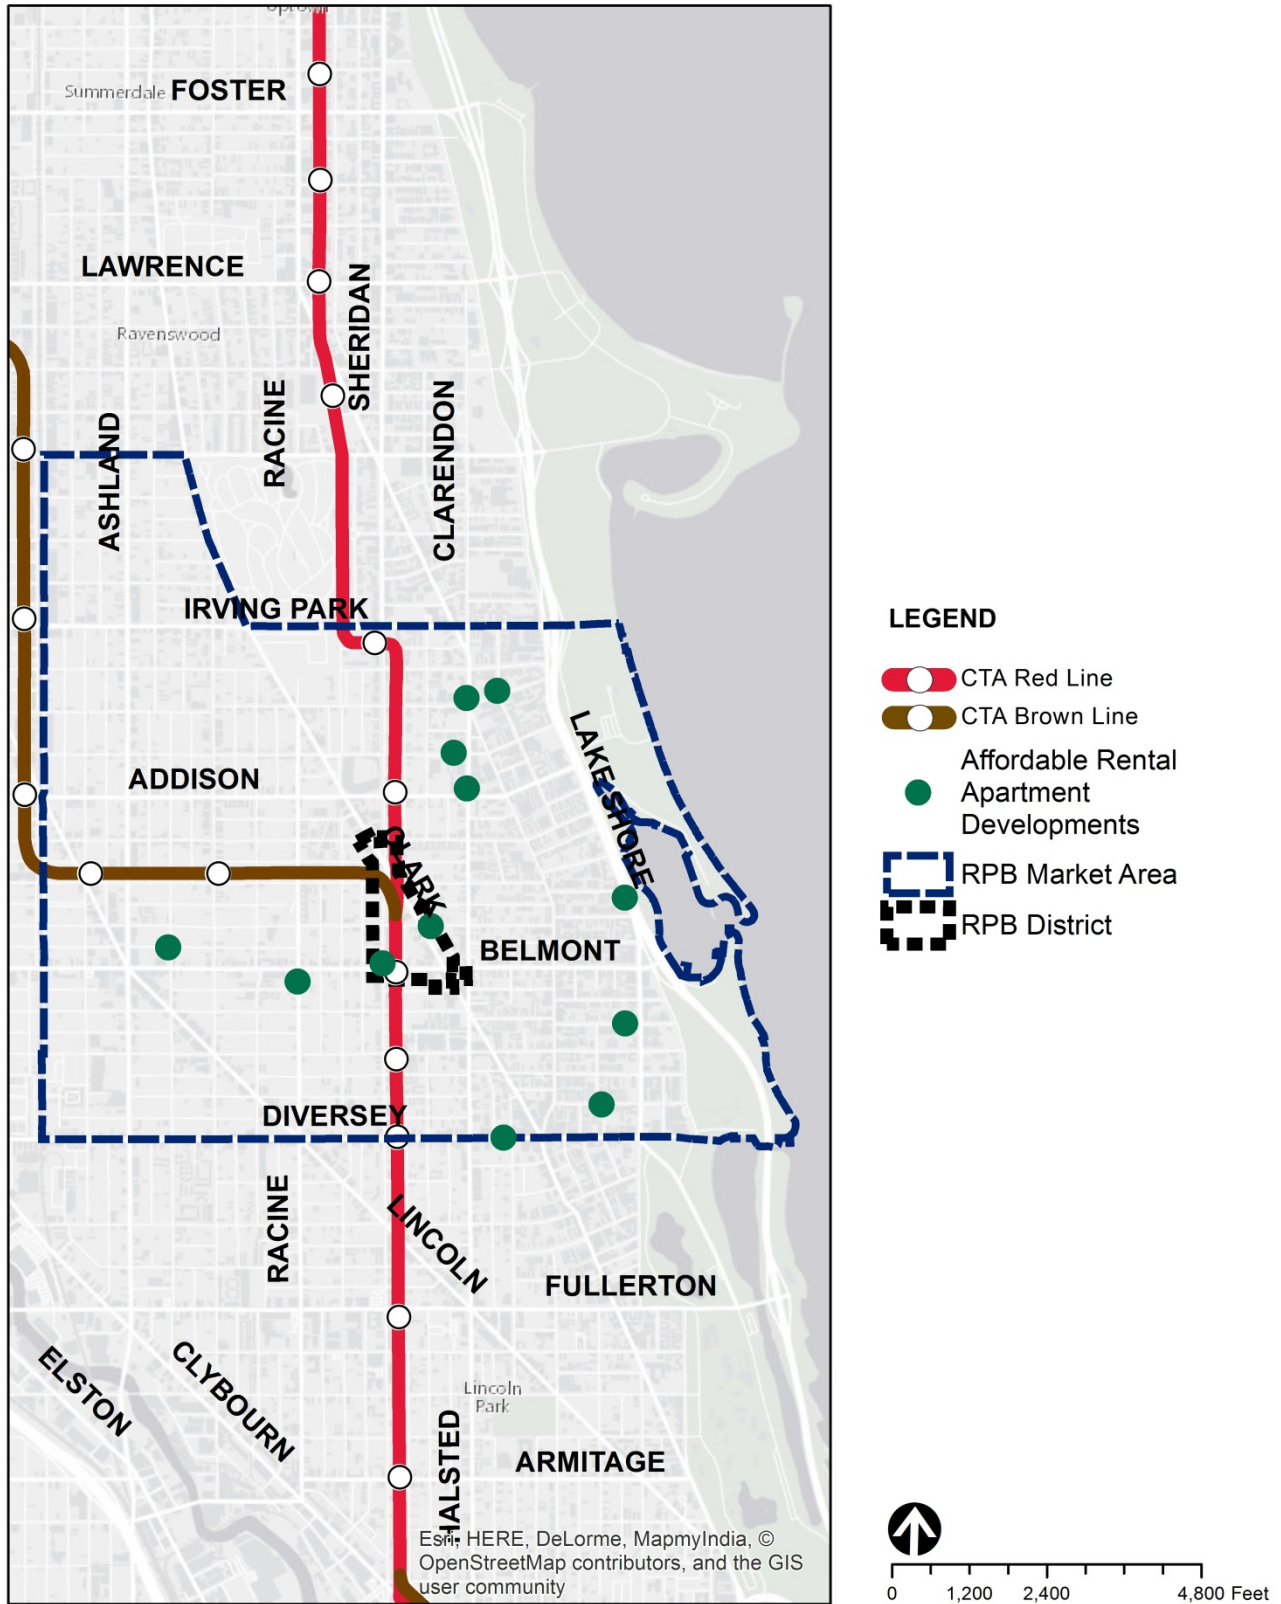 Uptown
Summerdale
FOSTER
LAWRENCE
SHERIDAN
Ravenswood
RACINE
CLARENDON
ASHLAND
IRVING PARK
LAKE SHORE
ADDISON
CLARK
BELMONT
DIVERSEY
RACINE
LINCOLN
FULLERTON
CLYBOURN
ELSTON
Lincoln
Park
HALSTED
ARMITAGE
Esri, HERE, DeLorme, MapmyIndia, ©
OpenStreetMap contributors, and the GIS
user community
LEGEND
CTA Red Line
CTA Brown Line
Affordable Rental
Apartment
Developments
RPB Market Area
RPB District
0 1,200 2,400 4,800 Feet